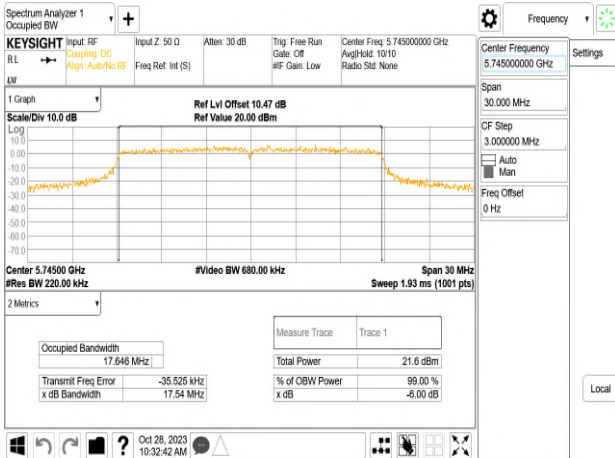 Spectrum Analyzer 1
Occupied BW
+
Frequency
KEYSIGHT
Input: RF
Coupling: DC
Align: Auto/No RF
Input Z: 50 Ω
Freq Ref: Int (S)
Atten: 30 dB
Trig: Free Run
Gate: Off
#IF Gain: Low
Center Freq: 5.745000000 GHz
Avg|Hold: 10/10
Radio Std: None
RL
Center Frequency
5.745000000 GHz
Settings
Span
30.000 MHz
CF Step
3.000000 MHz
Auto
Man
Freq Offset
0 Hz
Local
1 Graph
Scale/Div 10.0 dB
Ref Lvl Offset 10.47 dB
Ref Value 20.00 dBm
Log
10.0
0.00
-10.0
-20.0
-30.0
-40.0
-50.0
-60.0
-70.0
Center 5.74500 GHz
#Video BW 680.00 kHz
Span 30 MHz
#Res BW 220.00 kHz
Sweep 1.93 ms (1001 pts)
2 Metrics
Measure Trace
Trace 1
Occupied Bandwidth
17.646 MHz
Total Power
21.6 dBm
Transmit Freq Error
-35.525 kHz
% of OBW Power
99.00 %
x dB Bandwidth
17.54 MHz
x dB
-6.00 dB
?
Oct 28, 2023
10:32:42 AM